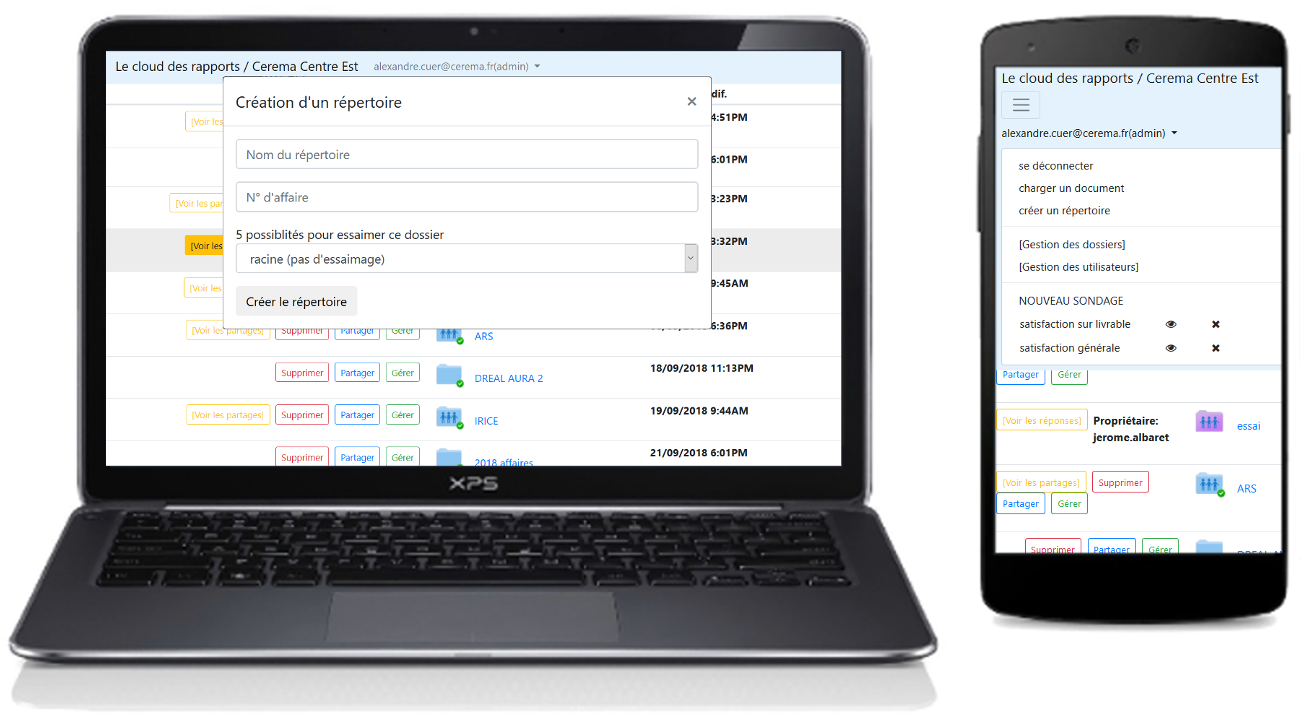 Le cloud des rapports / Cerema Centre Est alexandre.cuer@cerema.fr(admin)
dif.
Création d'un répertoire ×
[Voir les 4:51PM
Nom du répertoire 6:01PM
[Voir les par N° d'affaire 3:23PM
5 possiblités pour essaimer ce dossier
[Voir les 3:32PM
racine (pas d'essaimage)
[Voir les 9:45AM
Créer le répertoire
[Voir les partages] Supprimer Partager Gérer ARS 6:36PM
Supprimer Partager Gérer DREAL AURA 2 18/09/2018 11:13PM
[Voir les partages] Supprimer Partager Gérer IRICE 19/09/2018 9:44AM
Supprimer Partager Gérer 2018 affaires 21/09/2018 6:01PM
XPS
Le cloud des rapports / Cerema Centre Est
alexandre.cuer@cerema.fr(admin)
se déconnecter
charger un document
créer un répertoire
[Gestion des dossiers]
[Gestion des utilisateurs]
NOUVEAU SONDAGE
satisfaction sur livrable
satisfaction générale
Partager Gérer
[Voir les réponses] Propriétaire: essai
jerome.albaret
[Voir les partages] Supprimer ARS
Partager Gérer
Supprimer Partager Gérer DREAL A